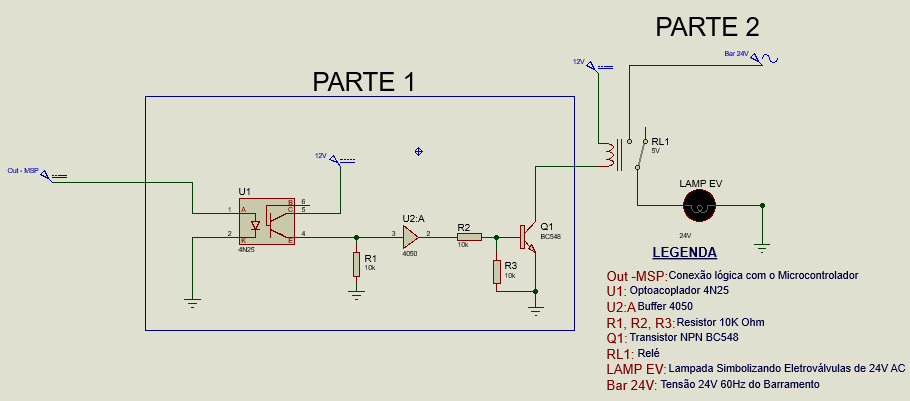 PARTE 2
Bar 24V
12V
PARTE 1
RL1
5V
12V
Out - MSP
LAMP EV
U1
1
A
B
6
C
5
2
K
E
4
4N25
U2:A
3
2
4050
R2
10k
Q1
BC548
R1
10k
R3
10k
24V
LEGENDA
Out -MSP: Conexão lógica com o Microcontrolador
U1: Optoacoplador 4N25
U2:A Buffer 4050
R1, R2, R3: Resistor 10K Ohm
Q1: Transistor NPN BC548
RL1: Relé
LAMP EV: Lampada Simbolizando Eletroválvulas de 24V AC
Bar 24V: Tensão 24V 60Hz do Barramento